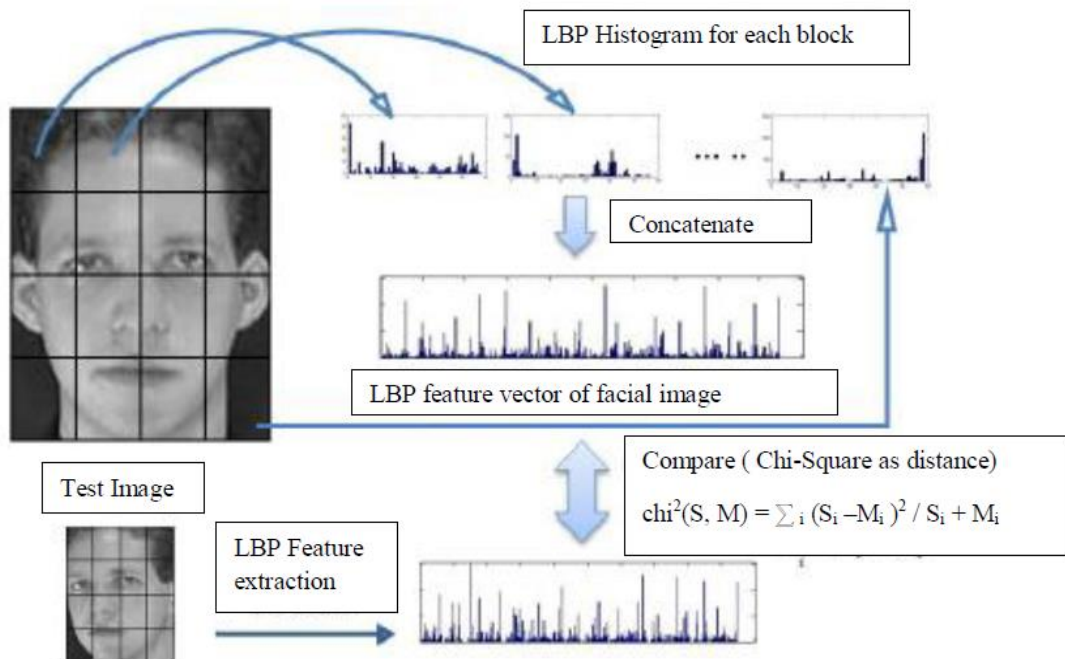 LBP Histogram for each block
Concatenate
LBP feature vector of facial image
Compare ( Chi-Square as distance)
chi²(S, M) = ∑ i (Si –Mi )² / Si + Mi
Test Image
LBP Feature
extraction